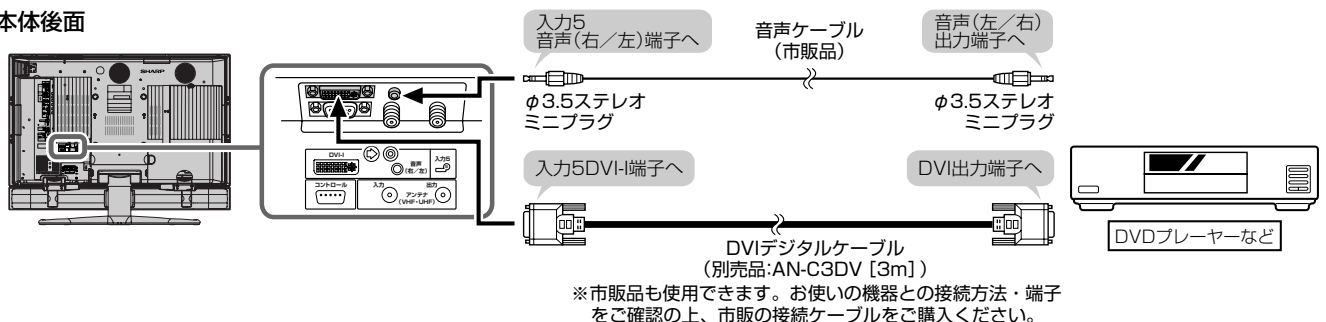 本体後面
SHARP
入力5
音声(右/左)端子へ
音声ケーブル
(市販品)
音声(左/右)
出力端子へ
φ3.5ステレオ
ミニプラグ
φ3.5ステレオ
ミニプラグ
DVI-I
音声
(右/左)
入力5
コントロール
入力
出力
アンテナ
(VHF・UHF)
入力5DVI-I端子へ
DVI出力端子へ
DVIデジタルケーブル
(別売品:AN-C3DV [3m])
※市販品も使用できます。お使いの機器との接続方法・端子
をご確認の上、市販の接続ケーブルをご購入ください。
DVDプレーヤーなど